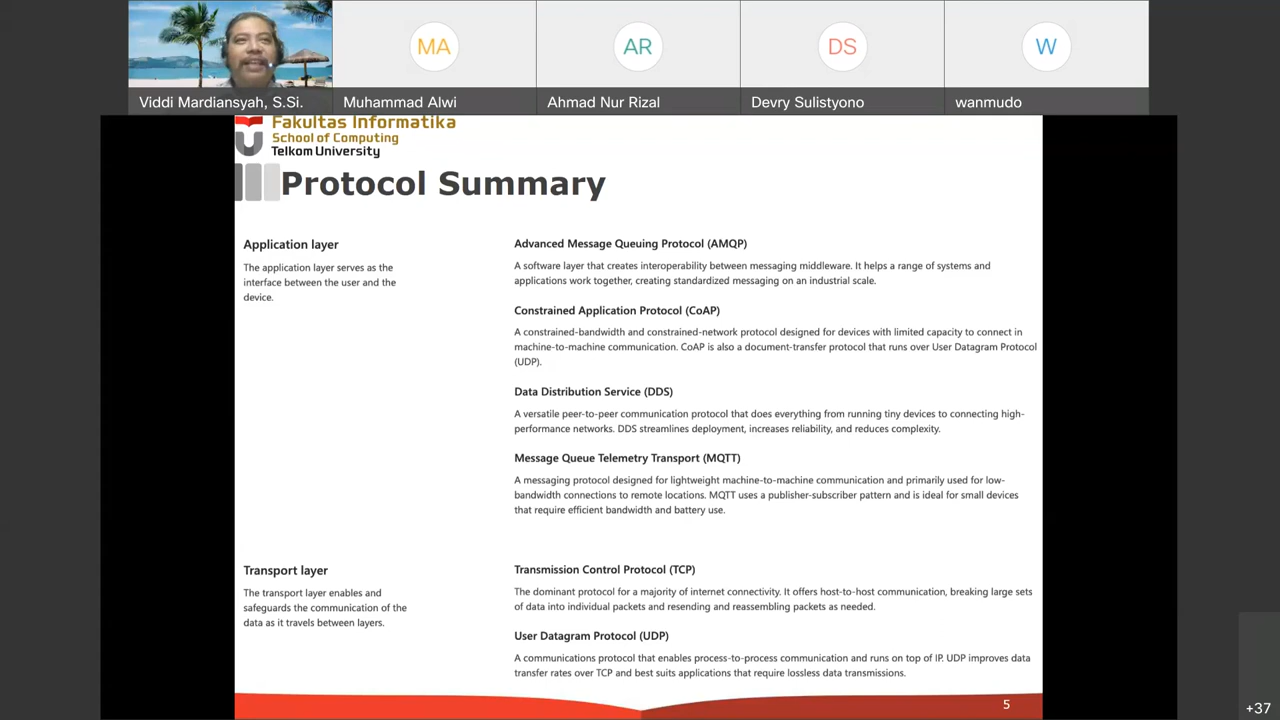 MA
AR
DS
W
Viddi Mardiansyah, S.Si.
Muhammad Alwi
Ahmad Nur Rizal
Devry Sulistyono
wanmudo
Fakultas Informatika
School of Computing
Telkom University
Protocol Summary
Application layer
The application layer serves as the
interface between the user and the
device.
Advanced Message Queuing Protocol (AMQP)
A software layer that creates interoperability between messaging middleware. It helps a range of systems and
applications work together, creating standardized messaging on an industrial scale.
Constrained Application Protocol (CoAP)
A constrained-bandwidth and constrained-network protocol designed for devices with limited capacity to connect in
machine-to-machine communication. CoAP is also a document-transfer protocol that runs over User Datagram Protocol
(UDP).
Data Distribution Service (DDS)
A versatile peer-to-peer communication protocol that does everything from running tiny devices to connecting high-
performance networks. DDS streamlines deployment, increases reliability, and reduces complexity.
Message Queue Telemetry Transport (MQTT)
A messaging protocol designed for lightweight machine-to-machine communication and primarily used for low-
bandwidth connections to remote locations. MQTT uses a publisher-subscriber pattern and is ideal for small devices
that require efficient bandwidth and battery use.
Transport layer
The transport layer enables and
safeguards the communication of the
data as it travels between layers.
Transmission Control Protocol (TCP)
The dominant protocol for a majority of internet connectivity. It offers host-to-host communication, breaking large sets
of data into individual packets and resending and reassembling packets as needed.
User Datagram Protocol (UDP)
A communications protocol that enables process-to-process communication and runs on top of IP. UDP improves data
transfer rates over TCP and best suits applications that require lossless data transmissions.
5
+37